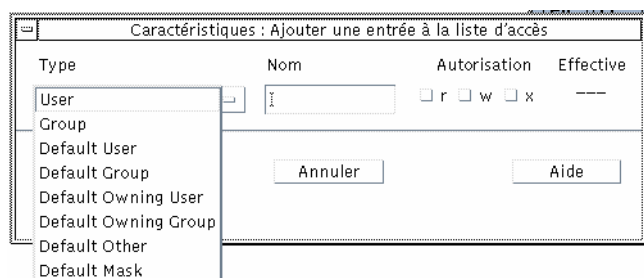 Caractéristiques : Ajouter une entrée à la liste d'accès
Type Nom Autorisation Effective
User r w x ---
Group
Default User
Default Group Annuler Aide
Default Owning User
Default Owning Group
Default Other
Default Mask